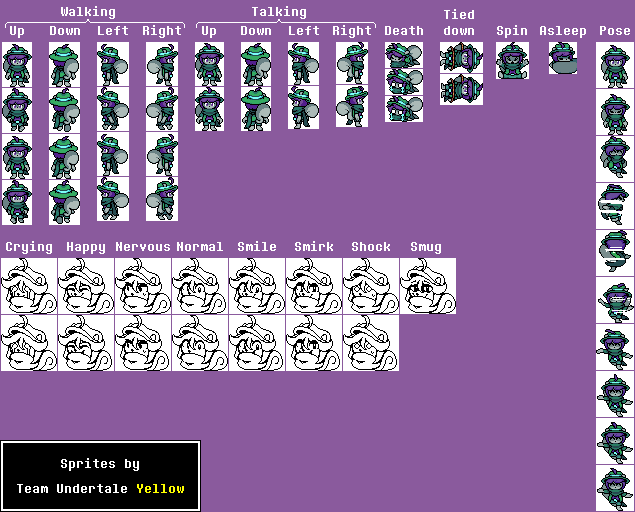 Walking
Talking
Up Down Left Right
Up Down Left Right
Death
Tied
down
Spin
Asleep
Pose
Crying Happy Nervous Normal Smile Smirk Shock Smug
Sprites by
Team Undertale Yellow